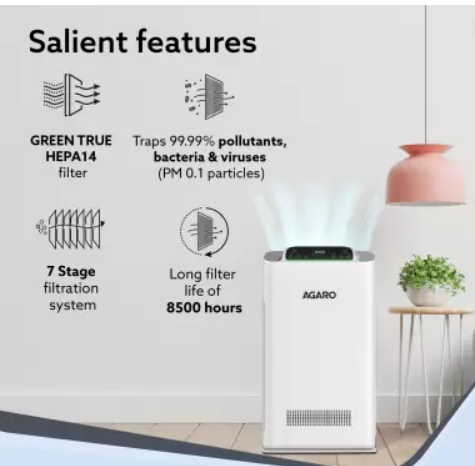 Salient features
GREEN TRUE
HEPA14
filter
Traps 99.99% pollutants,
bacteria & viruses
(PM 0.1 particles)
7 Stage
filtration
system
Long filter
life of
8500 hours
AGARO